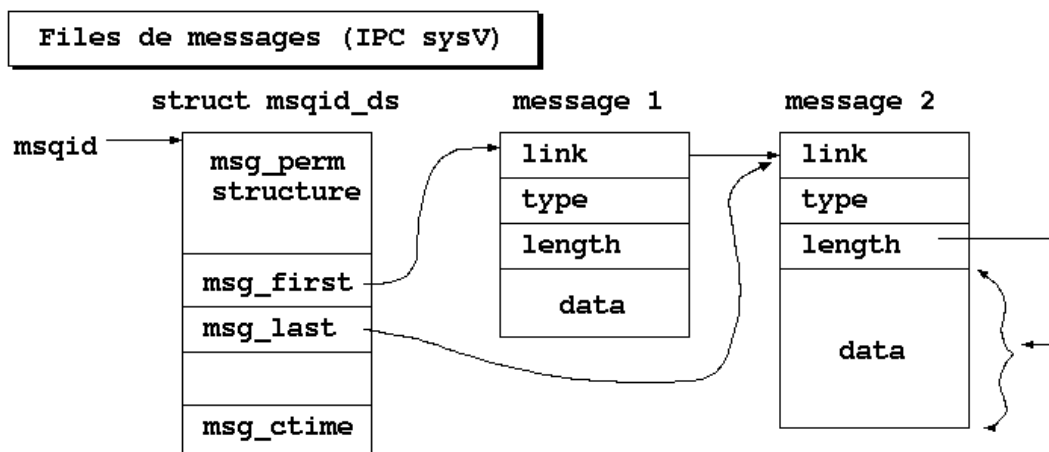 Files de messages (IPC sysV)
struct msqid_ds
message 1
message 2
msqid
msg_perm
structure
msg_first
msg_last
msg_ctime
link
type
length
data
link
type
length
data